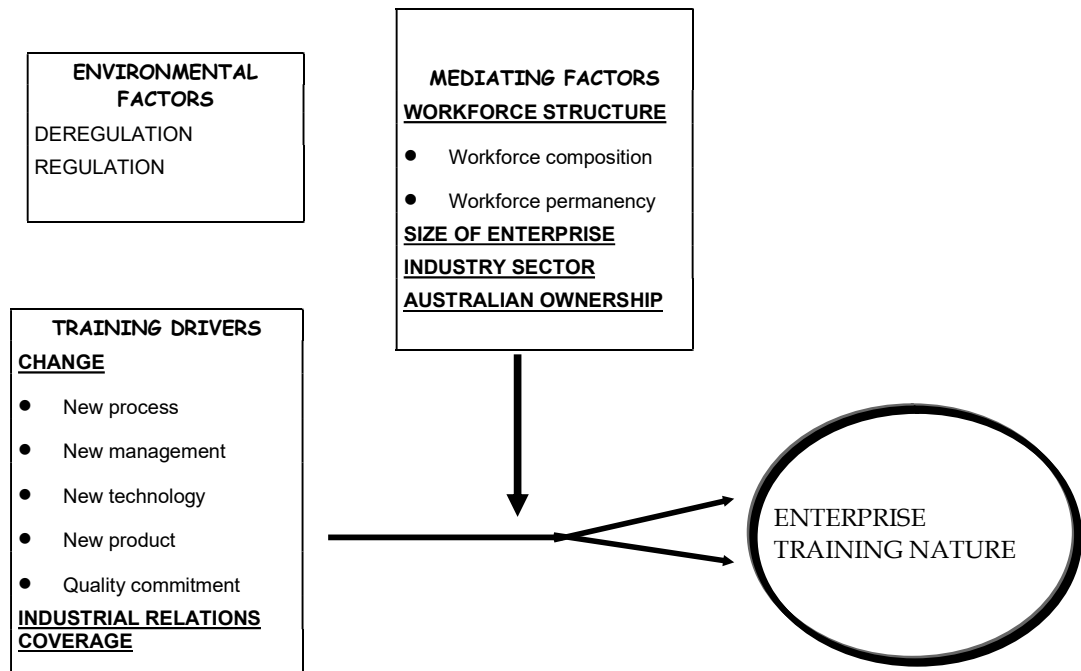 ENVIRONMENTAL
FACTORS
DEREGULATION
REGULATION
MEDIATING FACTORS
WORKFORCE STRUCTURE
● Workforce composition
● Workforce permanency
SIZE OF ENTERPRISE
INDUSTRY SECTOR
AUSTRALIAN OWNERSHIP
TRAINING DRIVERS
CHANGE
● New process
● New management
● New technology
● New product
● Quality commitment
INDUSTRIAL RELATIONS
COVERAGE
ENTERPRISE
TRAINING NATURE